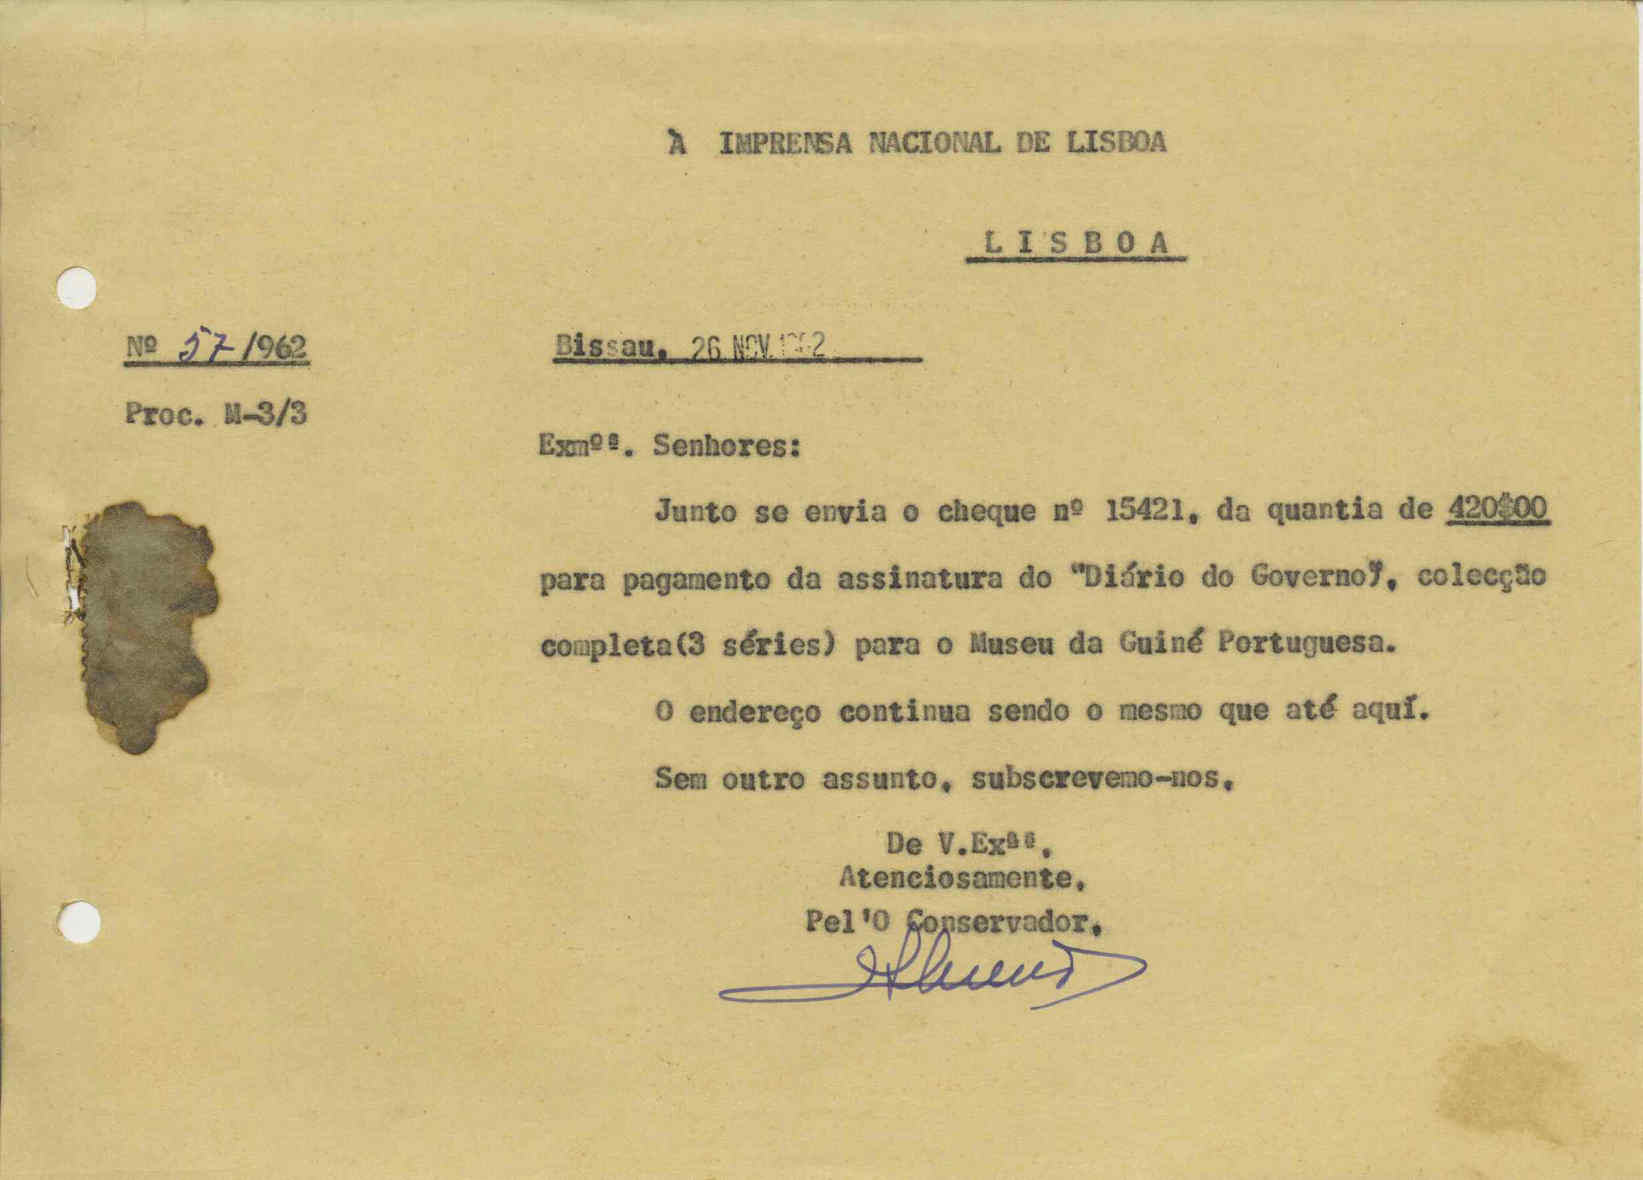 À IMPRENSA NACIONAL DE LISBOA
LISBOA
Nº 57/962
Bissau, 26 NOV. 1962
Proc. M-3/3
Exmºs. Senhores:
Junto se envia o cheque nº 15421, da quantia de 420$00
para pagamento da assinatura do "Diário do Governo", colecção
completa(3 séries) para o Museu da Guiné Portuguesa.
O endereço continua sendo o mesmo que até aquí.
Sem outro assunto, subscrevemo-nos,
De V.Exªs.
Atenciosamente,
Pel'O Conservador,